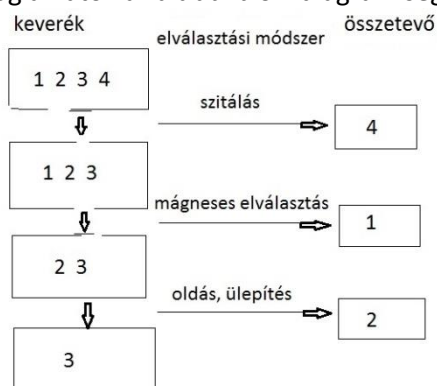 keverék
elválasztási módszer
összetevő
1 2 3 4
szitálás
4
1 2 3
mágneses elválasztás
1
2 3
oldás, ülepítés
2
3